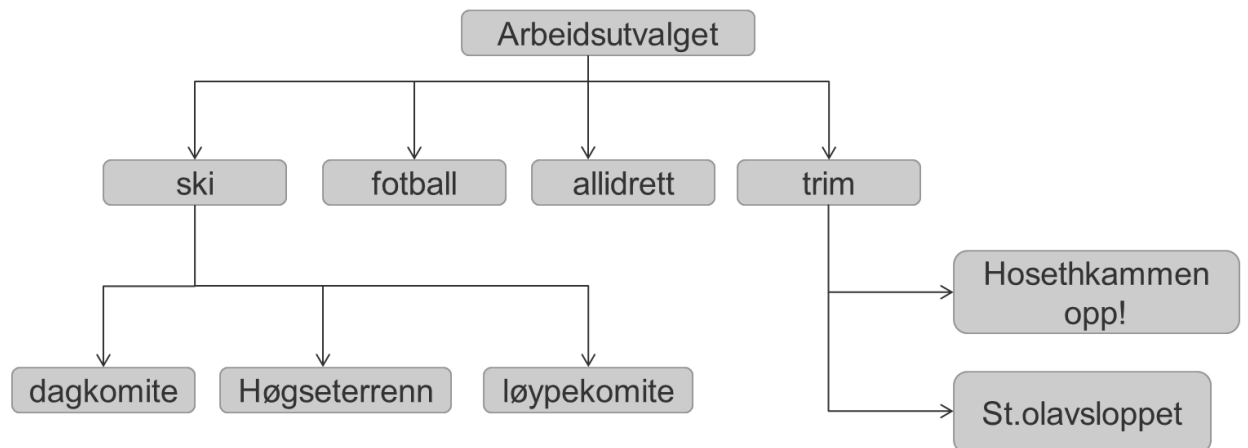 Arbeidsutvalget
ski
fotball
allidrett
trim
Hosethkammen
opp!
dagkomite
Høgseterrenn
løypekomite
St.olavsloppet